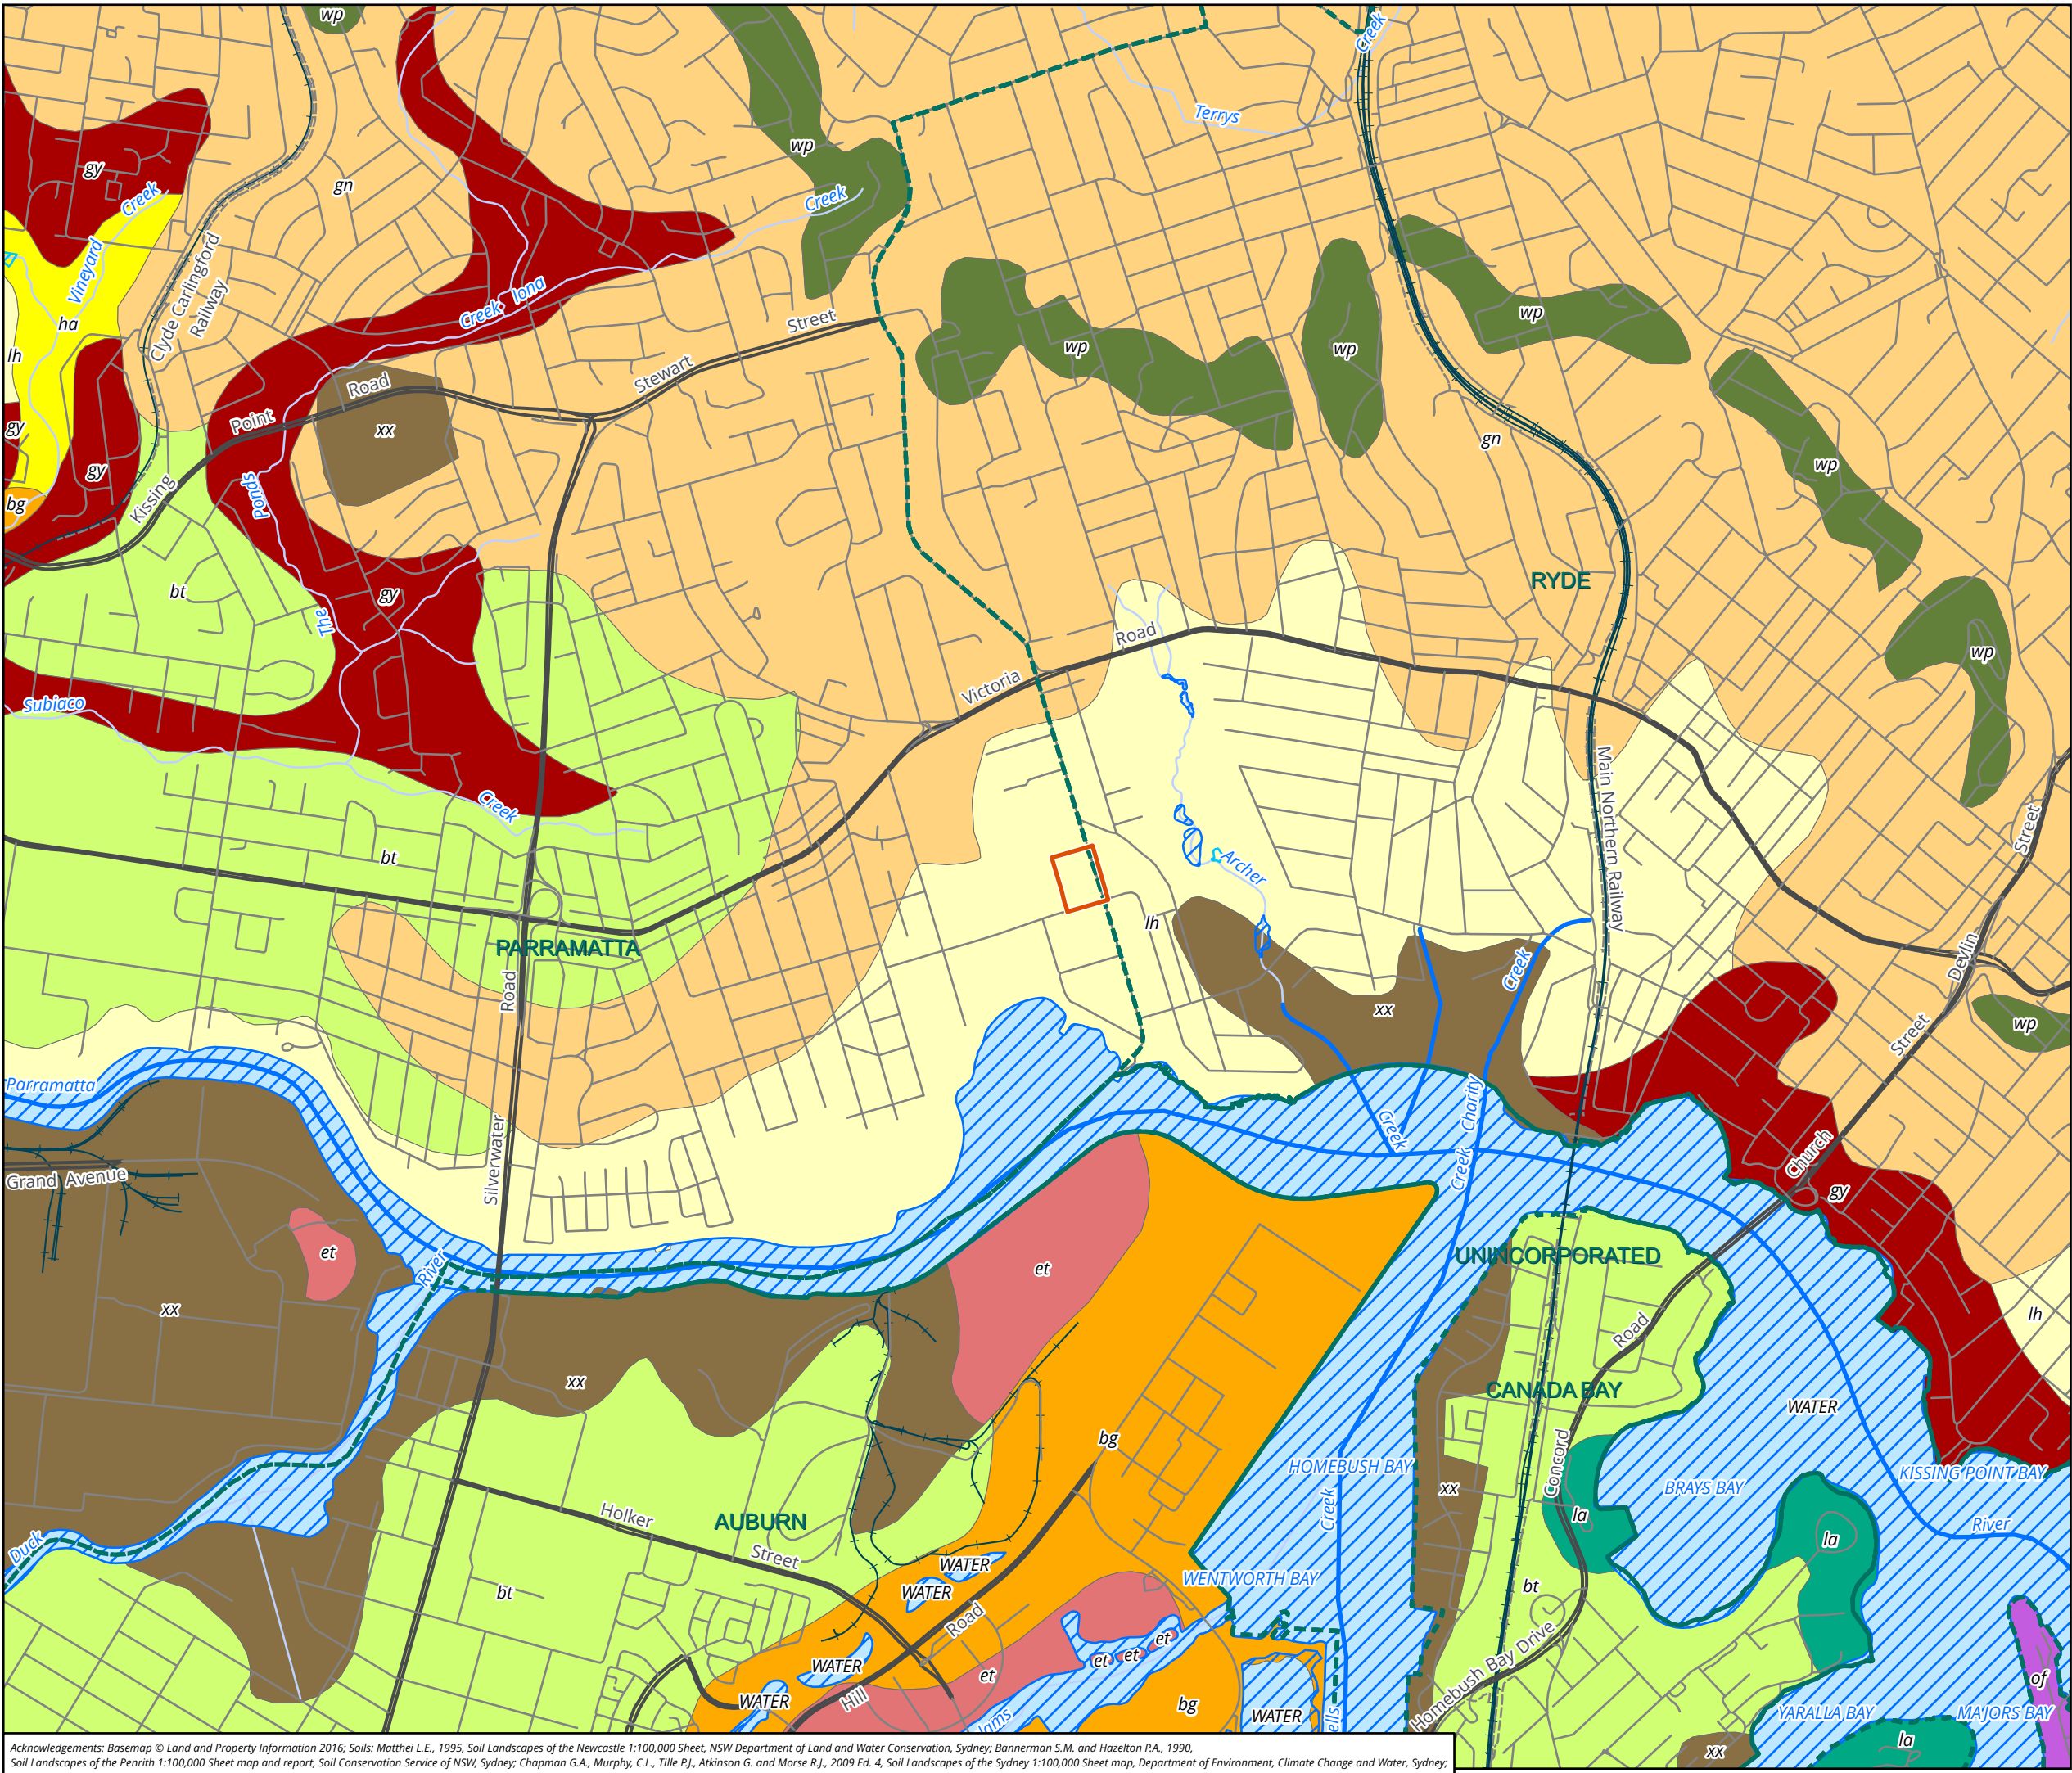 wp
Creek
Terrys
wp
gy
gn
Creek
Creek
Vineyard
Clyde Carlingford
Railway
Iona
Creek
wp
ha
Street
wp
wp
lh
Stewart
Road
Point
xx
gy
gn
gy
wp
Kissing
bg
Ponds
RYDE
bt
gy
The
Road
wp
Victoria
Subiaco
Main Northern Railway
Creek
Street
bt
Archer
lh
PARRAMATTA
Devlin
Road
Creek
xx
wp
Street
Parramatta
Charity
Creek
Silverwater
Grand Avenue
Church
Creek
gy
et
River
UNINCORPORATED
et
xx
lh
Road
xx
CANADA BAY
WATER
bg
HOMEBUSH BAY
Concord
KISSING POINT BAY
xx
BRAYS BAY
Creek
la
Holker
AUBURN
River
la
Duck
Street
WATER
WENTWORTH BAY
bt
WATER
bt
Road
et
et
et
WATER
et
Homebush Bay Drive
of
WATER
Hill
bg
WATER
ells
YARALLA BAY
MAJORS BAY
lams
la
xx
Acknowledgements: Basemap © Land and Property Information 2016; Soils: Matthei L.E., 1995, Soil Landscapes of the Newcastle 1:100,000 Sheet, NSW Department of Land and Water Conservation, Sydney; Bannerman S.M. and Hazelton P.A., 1990,
Soil Landscapes of the Penrith 1:100,000 Sheet map and report, Soil Conservation Service of NSW, Sydney; Chapman G.A., Murphy, C.L., Tille P.J., Atkinson G. and Morse R.J., 2009 Ed. 4, Soil Landscapes of the Sydney 1:100,000 Sheet map, Department of Environment, Climate Change and Water, Sydney;